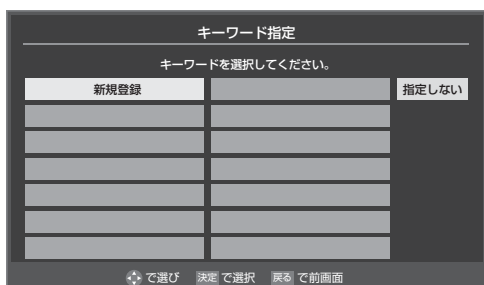 キーワード指定
キーワードを選択してください。
新規登録 指定しない
で選び 決定 で選択 戻る で前画面